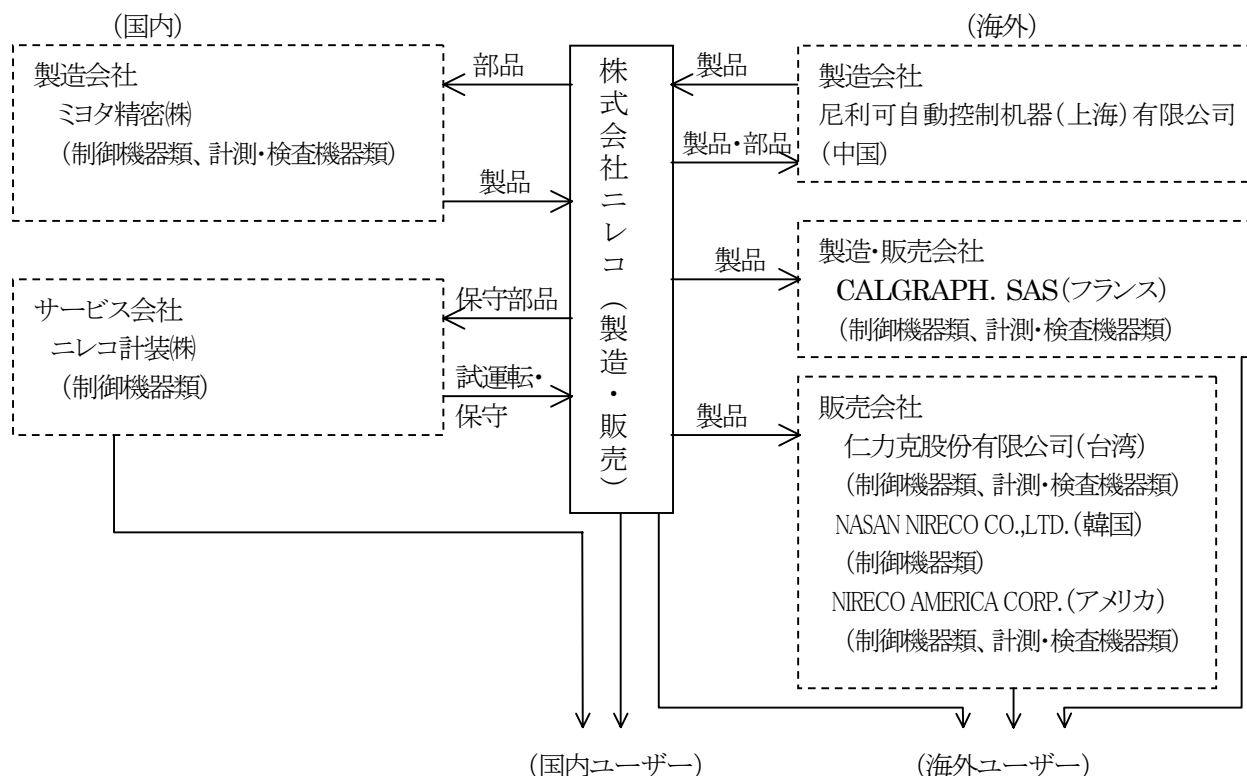 (国内)
製造会社
ミヨタ精密㈱
(制御機器類、計測・検査機器類)
部品
製品
サービス会社
ニレコ計装㈱
(制御機器類)
保守部品
試運転・
保守
株式会社ニレコ(製造・販売)
(海外)
製品
製造会社
尼利可自動控制机器(上海)有限公司
(中国)
製品・部品
製品
製造・販売会社
CALGRAPH. SAS(フランス)
(制御機器類、計測・検査機器類)
製品
販売会社
仁力克股份有限公司(台湾)
(制御機器類、計測・検査機器類)
NASAN NIRECO CO.,LTD.(韓国)
(制御機器類)
NIRECO AMERICA CORP.(アメリカ)
(制御機器類、計測・検査機器類)
(国内ユーザー)
(海外ユーザー)